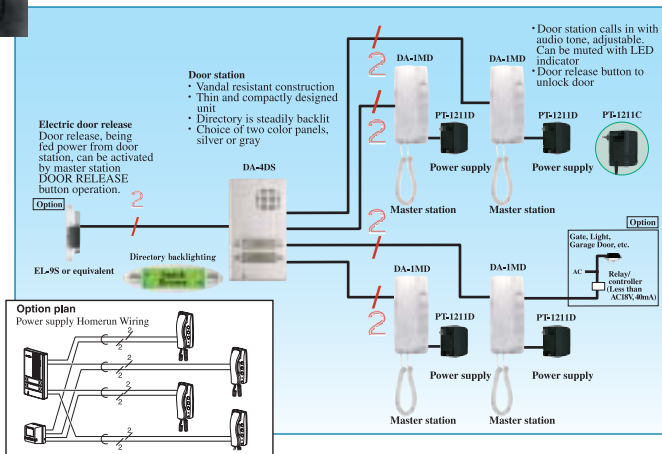 • Door station calls in with
audio tone, adjustable.
Can be muted with LED
indicator
• Door release button to
unlock door
2
DA-1MD
DA-1MD
Door station
• Vandal resistant construction
• Thin and compactly designed
unit
• Directory is steadily backlit
• Choice of two color panels,
silver or gray
2
PT-1211D
PT-1211D
PT-1211C
Electric door release
Door release, being
fed power from door
station, can be activated
by master station
DOOR RELEASE
button operation.
Option
2
DA-4DS
Power supply
Power supply
Master station
Master station
2
Option
Gate, Light,
Garage Door, etc.
AC
Relay/
controller
(Less than
AC18V, 40mA)
EL-9S or equivalent
Directory backlighting
DA-1MD
DA-1MD
2
PT-1211D
PT-1211D
Power supply
Power supply
Master station
Master station
Option plan
Power supply Homerun Wiring
2
2
2
2
2
2
2
2